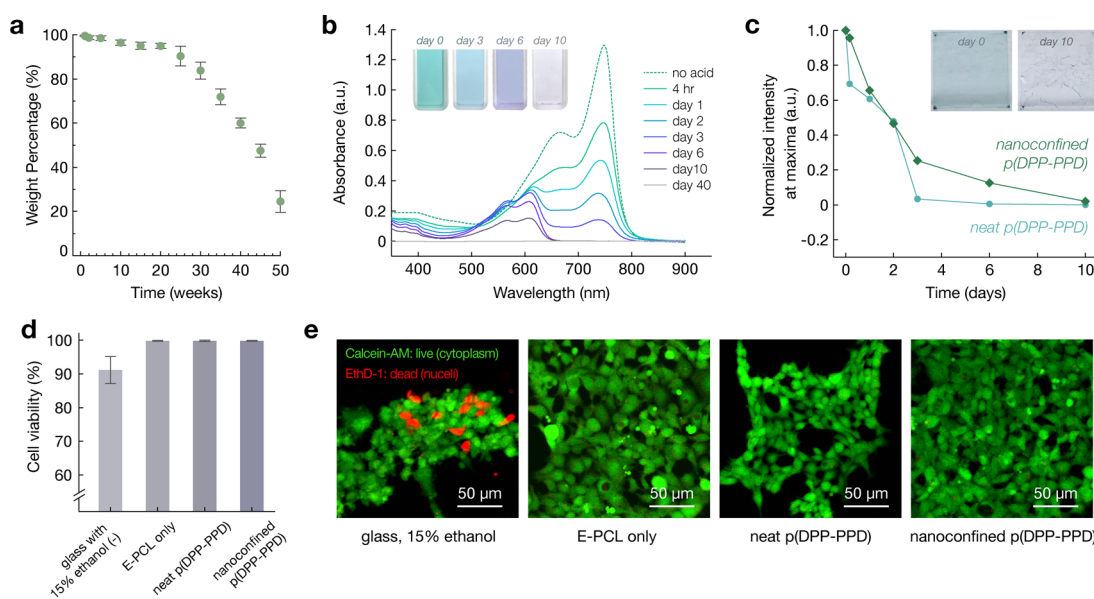 a
Weight Percentage (%)
100
80
60
40
20
0
0
10
20
30
40
50
Time (weeks)
b
Absorbance (a.u.)
1.4
1.2
1.0
0.8
0.6
0.4
0.2
0
400
500
600
700
800
900
Wavelength (nm)
day 0
day 3
day 6
day 10
no acid
4 hr
day 1
day 2
day 3
day 6
day10
day 40
c
Normalized intensity
at maxima (a.u.)
1.0
0.8
0.6
0.4
0.2
0
-0.2
0
2
4
6
8
10
Time (days)
day 0
day 10
nanoconfined
p(DPP-PPD)
neat p(DPP-PPD)
d
Cell viability (%)
100
90
80
70
60
glass with
15% ethanol (-)
E-PCL only
neat p(DPP-PPD)
nanoconfined
p(DPP-PPD)
e
Calcein-AM: live (cytoplasm)
EthD-1: dead (nuceli)
50 µm
50 µm
50 µm
50 µm
glass, 15% ethanol
E-PCL only
neat p(DPP-PPD)
nanoconfined p(DPP-PPD)